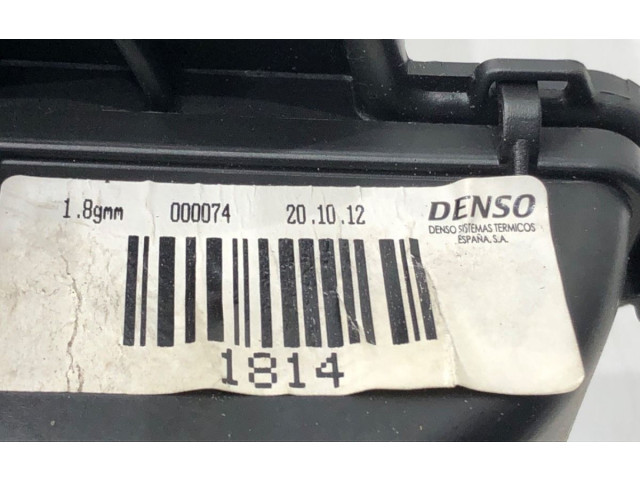 1.8gmm 000074 20.10.12 DENSO
DENSO SISTEMAS TERMICOS
ESPAÑA, S.A.
1814